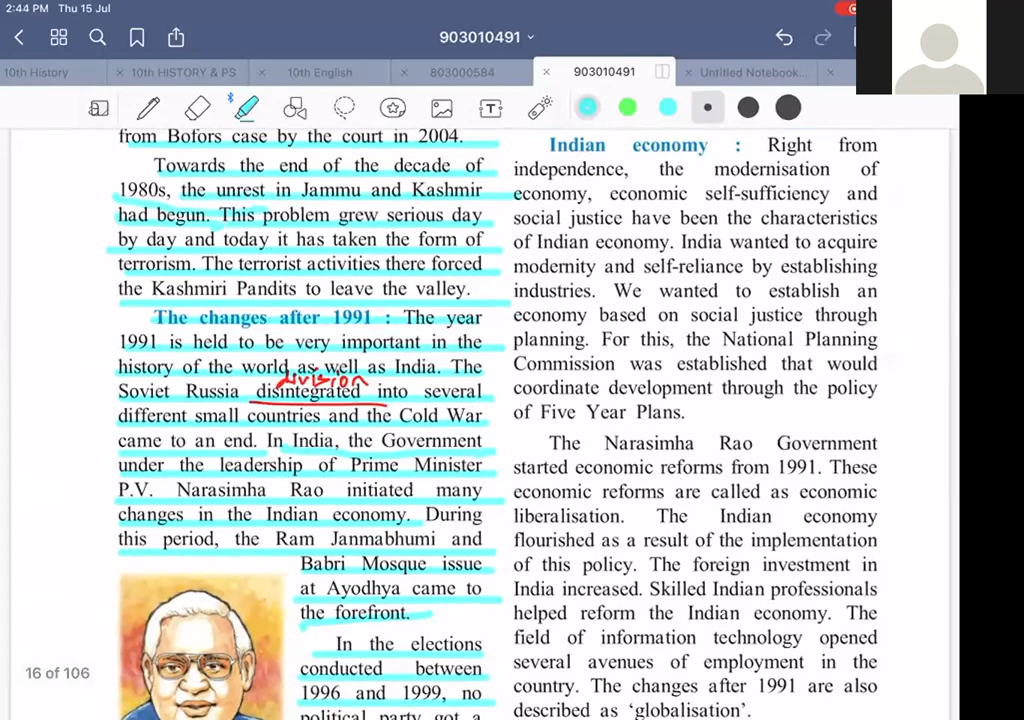 2:44 PM Thu 15 Jul
903010491
10th History
10th HISTORY & PS
10th English
803000584
903010491
Untitled Notebook...
from Bofors case by the court in 2004.
Towards the end of the decade of
1980s, the unrest in Jammu and Kashmir
had begun. This problem grew serious day
by day and today it has taken the form of
terrorism. The terrorist activities there forced
the Kashmiri Pandits to leave the valley.
The changes after 1991 : The year
1991 is held to be very important in the
history of the world as well as India. The
division
Soviet Russia disintegrated into several
different small countries and the Cold War
came to an end. In India, the Government
under the leadership of Prime Minister
P.V. Narasimha Rao initiated many
changes in the Indian economy. During
this period, the Ram Janmabhumi and
Babri Mosque issue
at Ayodhya came to
the forefront.
In the elections
conducted between
1996 and 1999, no
political party got a
16 of 106
Indian economy : Right from
independence, the modernisation of
economy, economic self-sufficiency and
social justice have been the characteristics
of Indian economy. India wanted to acquire
modernity and self-reliance by establishing
industries. We wanted to establish an
economy based on social justice through
planning. For this, the National Planning
Commission was established that would
coordinate development through the policy
of Five Year Plans.
The Narasimha Rao Government
started economic reforms from 1991. These
economic reforms are called as economic
liberalisation. The Indian economy
flourished as a result of the implementation
of this policy. The foreign investment in
India increased. Skilled Indian professionals
helped reform the Indian economy. The
field of information technology opened
several avenues of employment in the
country. The changes after 1991 are also
described as ‘globalisation’.